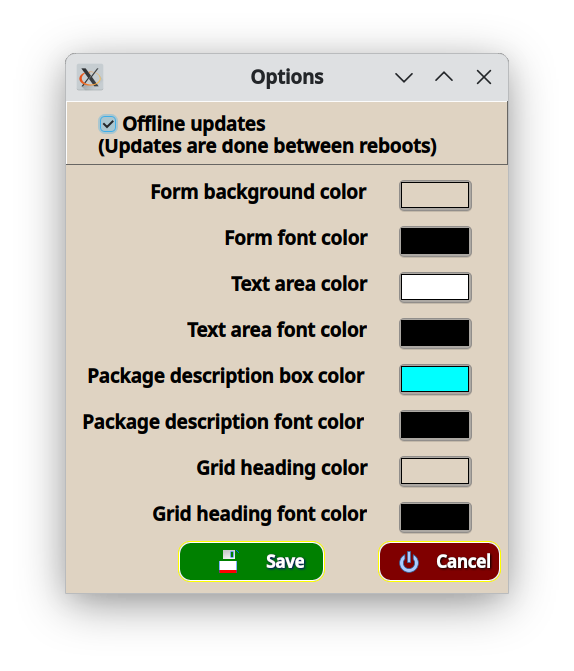 Options
Offline updates
(Updates are done between reboots)
Form background color
Form font color
Text area color
Text area font color
Package description box color
Package description font color
Grid heading color
Grid heading font color
Save
Cancel